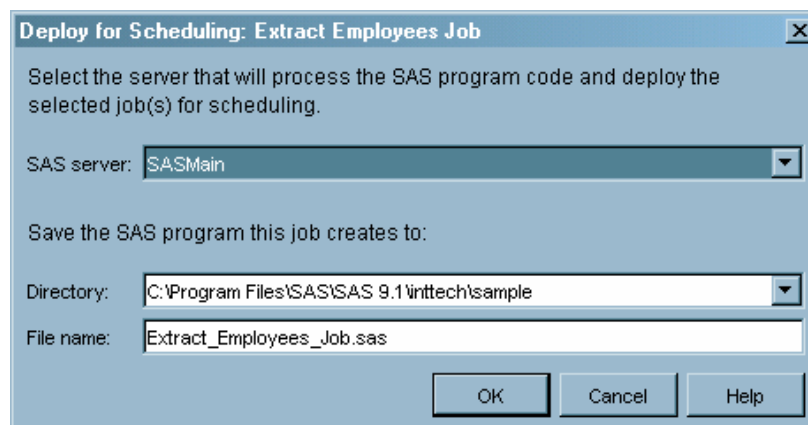 Deploy for Scheduling: Extract Employees Job
Select the server that will process the SAS program code and deploy the
selected job(s) for scheduling.
SAS server: SASMain
Save the SAS program this job creates to:
Directory: C:\Program Files\SAS\SAS 9.1\inttech\sample
File name: Extract_Employees_Job.sas
OK Cancel Help